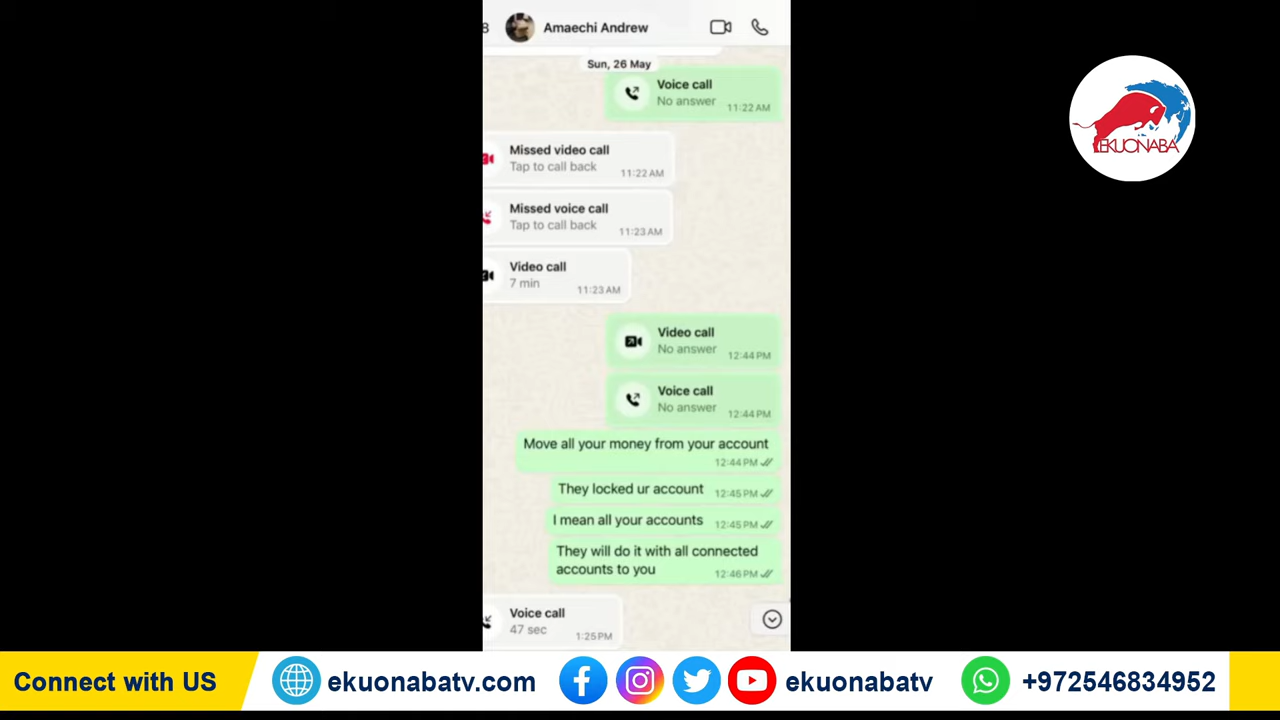 8 Amaechi Andrew
Sun, 26 May
Voice call
No answer 11:22 AM
Missed video call
Tap to call back 11:22 AM
Missed voice call
Tap to call back 11:23 AM
Video call
7 min 11:23 AM
Video call
No answer 12:44 PM
Voice call
No answer 12:44 PM
Move all your money from your account
12:44 PM
They locked ur account 12:45 PM
I mean all your accounts 12:45 PM
They will do it with all connected
accounts to you 12:46 PM
Voice call
47 sec 1:25 PM
EKUONABA
Connect with US ekuonabatv.com ekuonabatv +972546834952